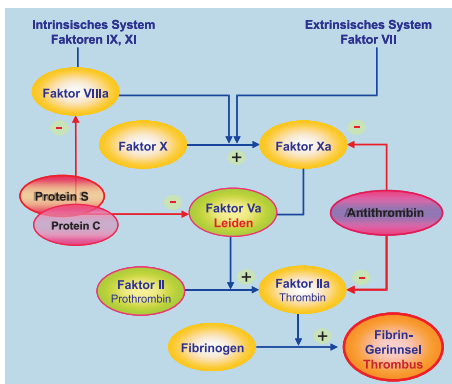 Intrinsisches System
Faktoren IX, XI
Extrinsisches System
Faktor VII
Faktor VIIIa
-
-
Faktor X
+
Faktor Xa
Protein S
Protein C
-
Faktor Va
Leiden
Antithrombin
Faktor II
Prothrombin
+
Faktor IIa
Thrombin
-
Fibrinogen
+
Fibrin-
Gerinnsel
Thrombus